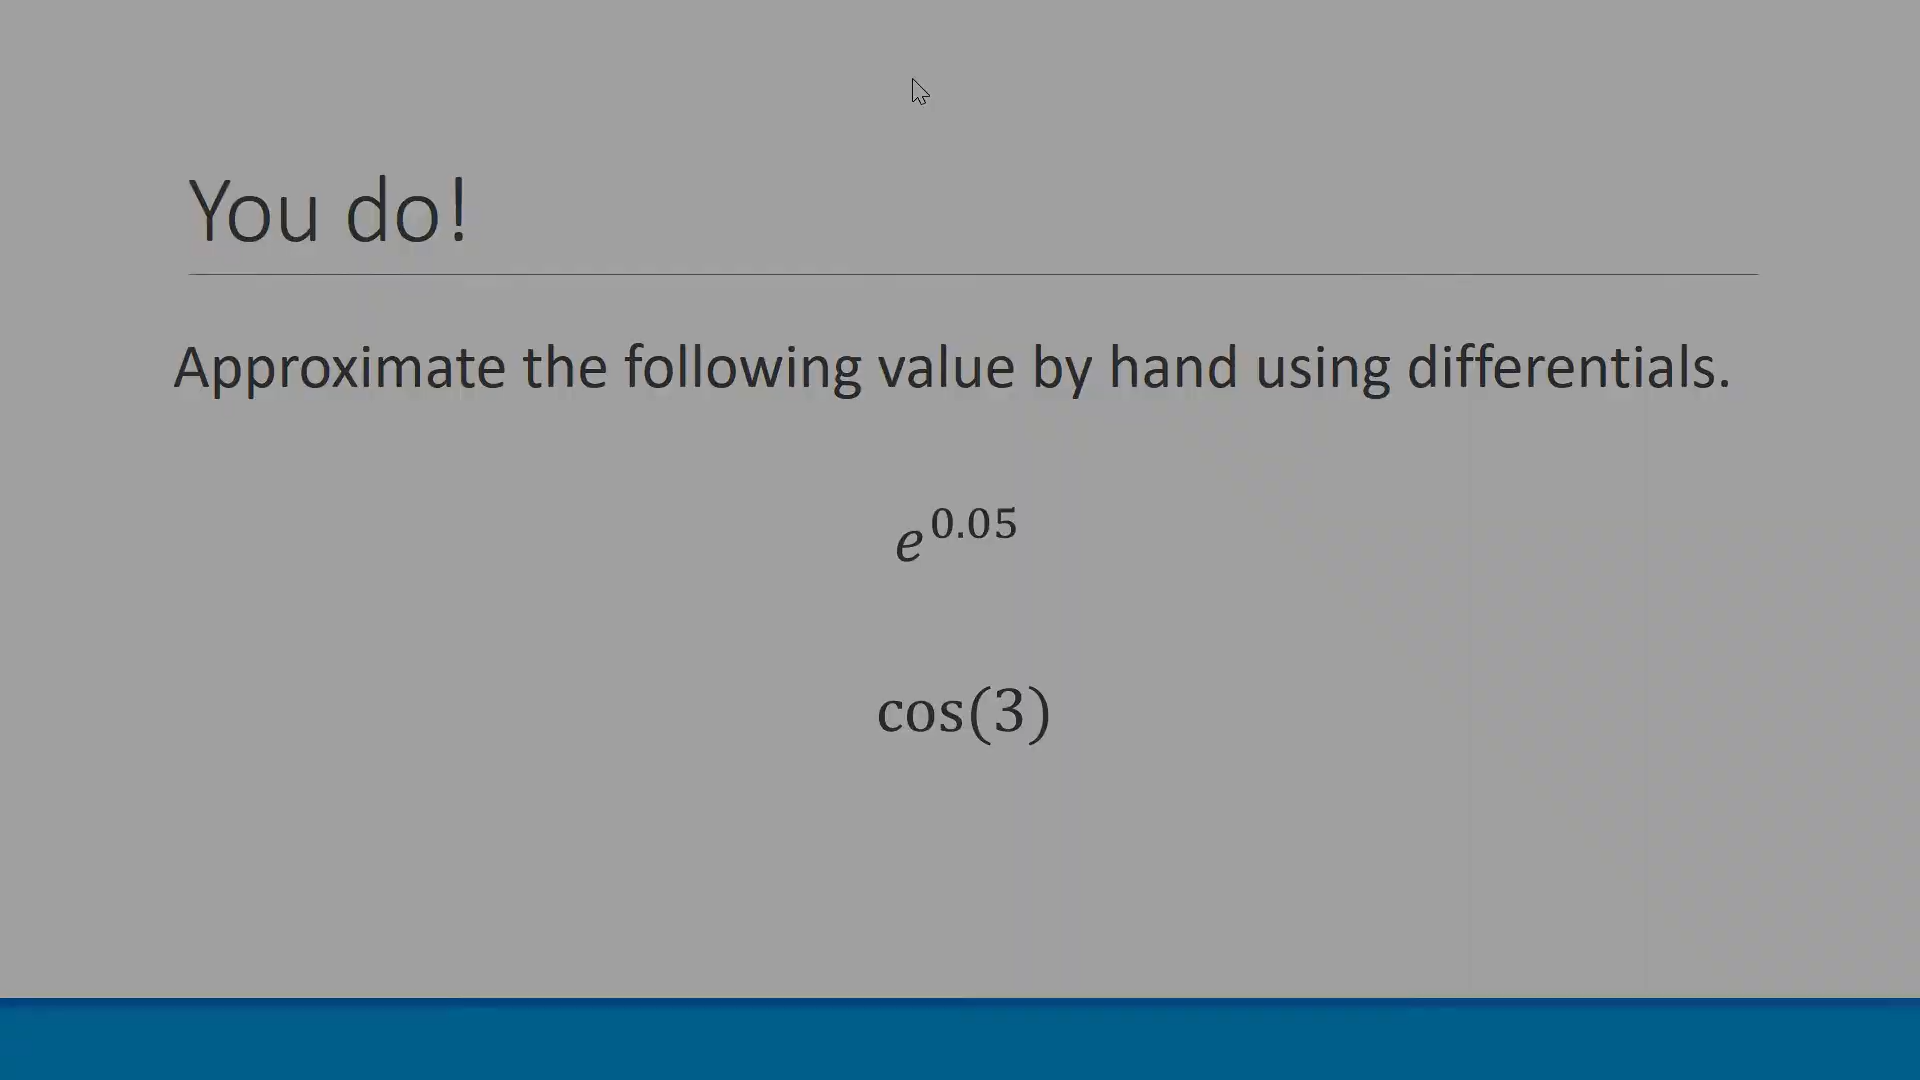 You do!
Approximate the following value by hand using differentials.
e^0.05
cos(3)